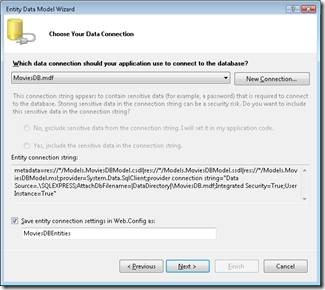 Entity Data Model Wizard
Choose Your Data Connection
Which data connection should your application use to connect to the database?
MoviesDB.mdf
New Connection...
This connection string appears to contain sensitive data (for example, a password) that is required to
connect to the database. Storing sensitive data in the connection string can be a security risk. Do you want to
include this sensitive data in the connection string?
No, exclude sensitive data from the connection string. I will set it in my application code.
Yes, include the sensitive data in the connection string.
Entity connection string:
metadata=res://*/Models.MoviesDBModel.csdl|res://*/Models.MoviesDBModel.ssdl|res://*/Models.Mov
iesDBModel.msl;provider=System.Data.SqlClient;provider connection string="Data
Source=.\SQLEXPRESS;AttachDbFilename=|DataDirectory|\MoviesDB.mdf;Integrated Security=True;User
Instance=True"
Save entity connection settings in Web.Config as:
MoviesDBEntities
< Previous
Next >
Finish
Cancel